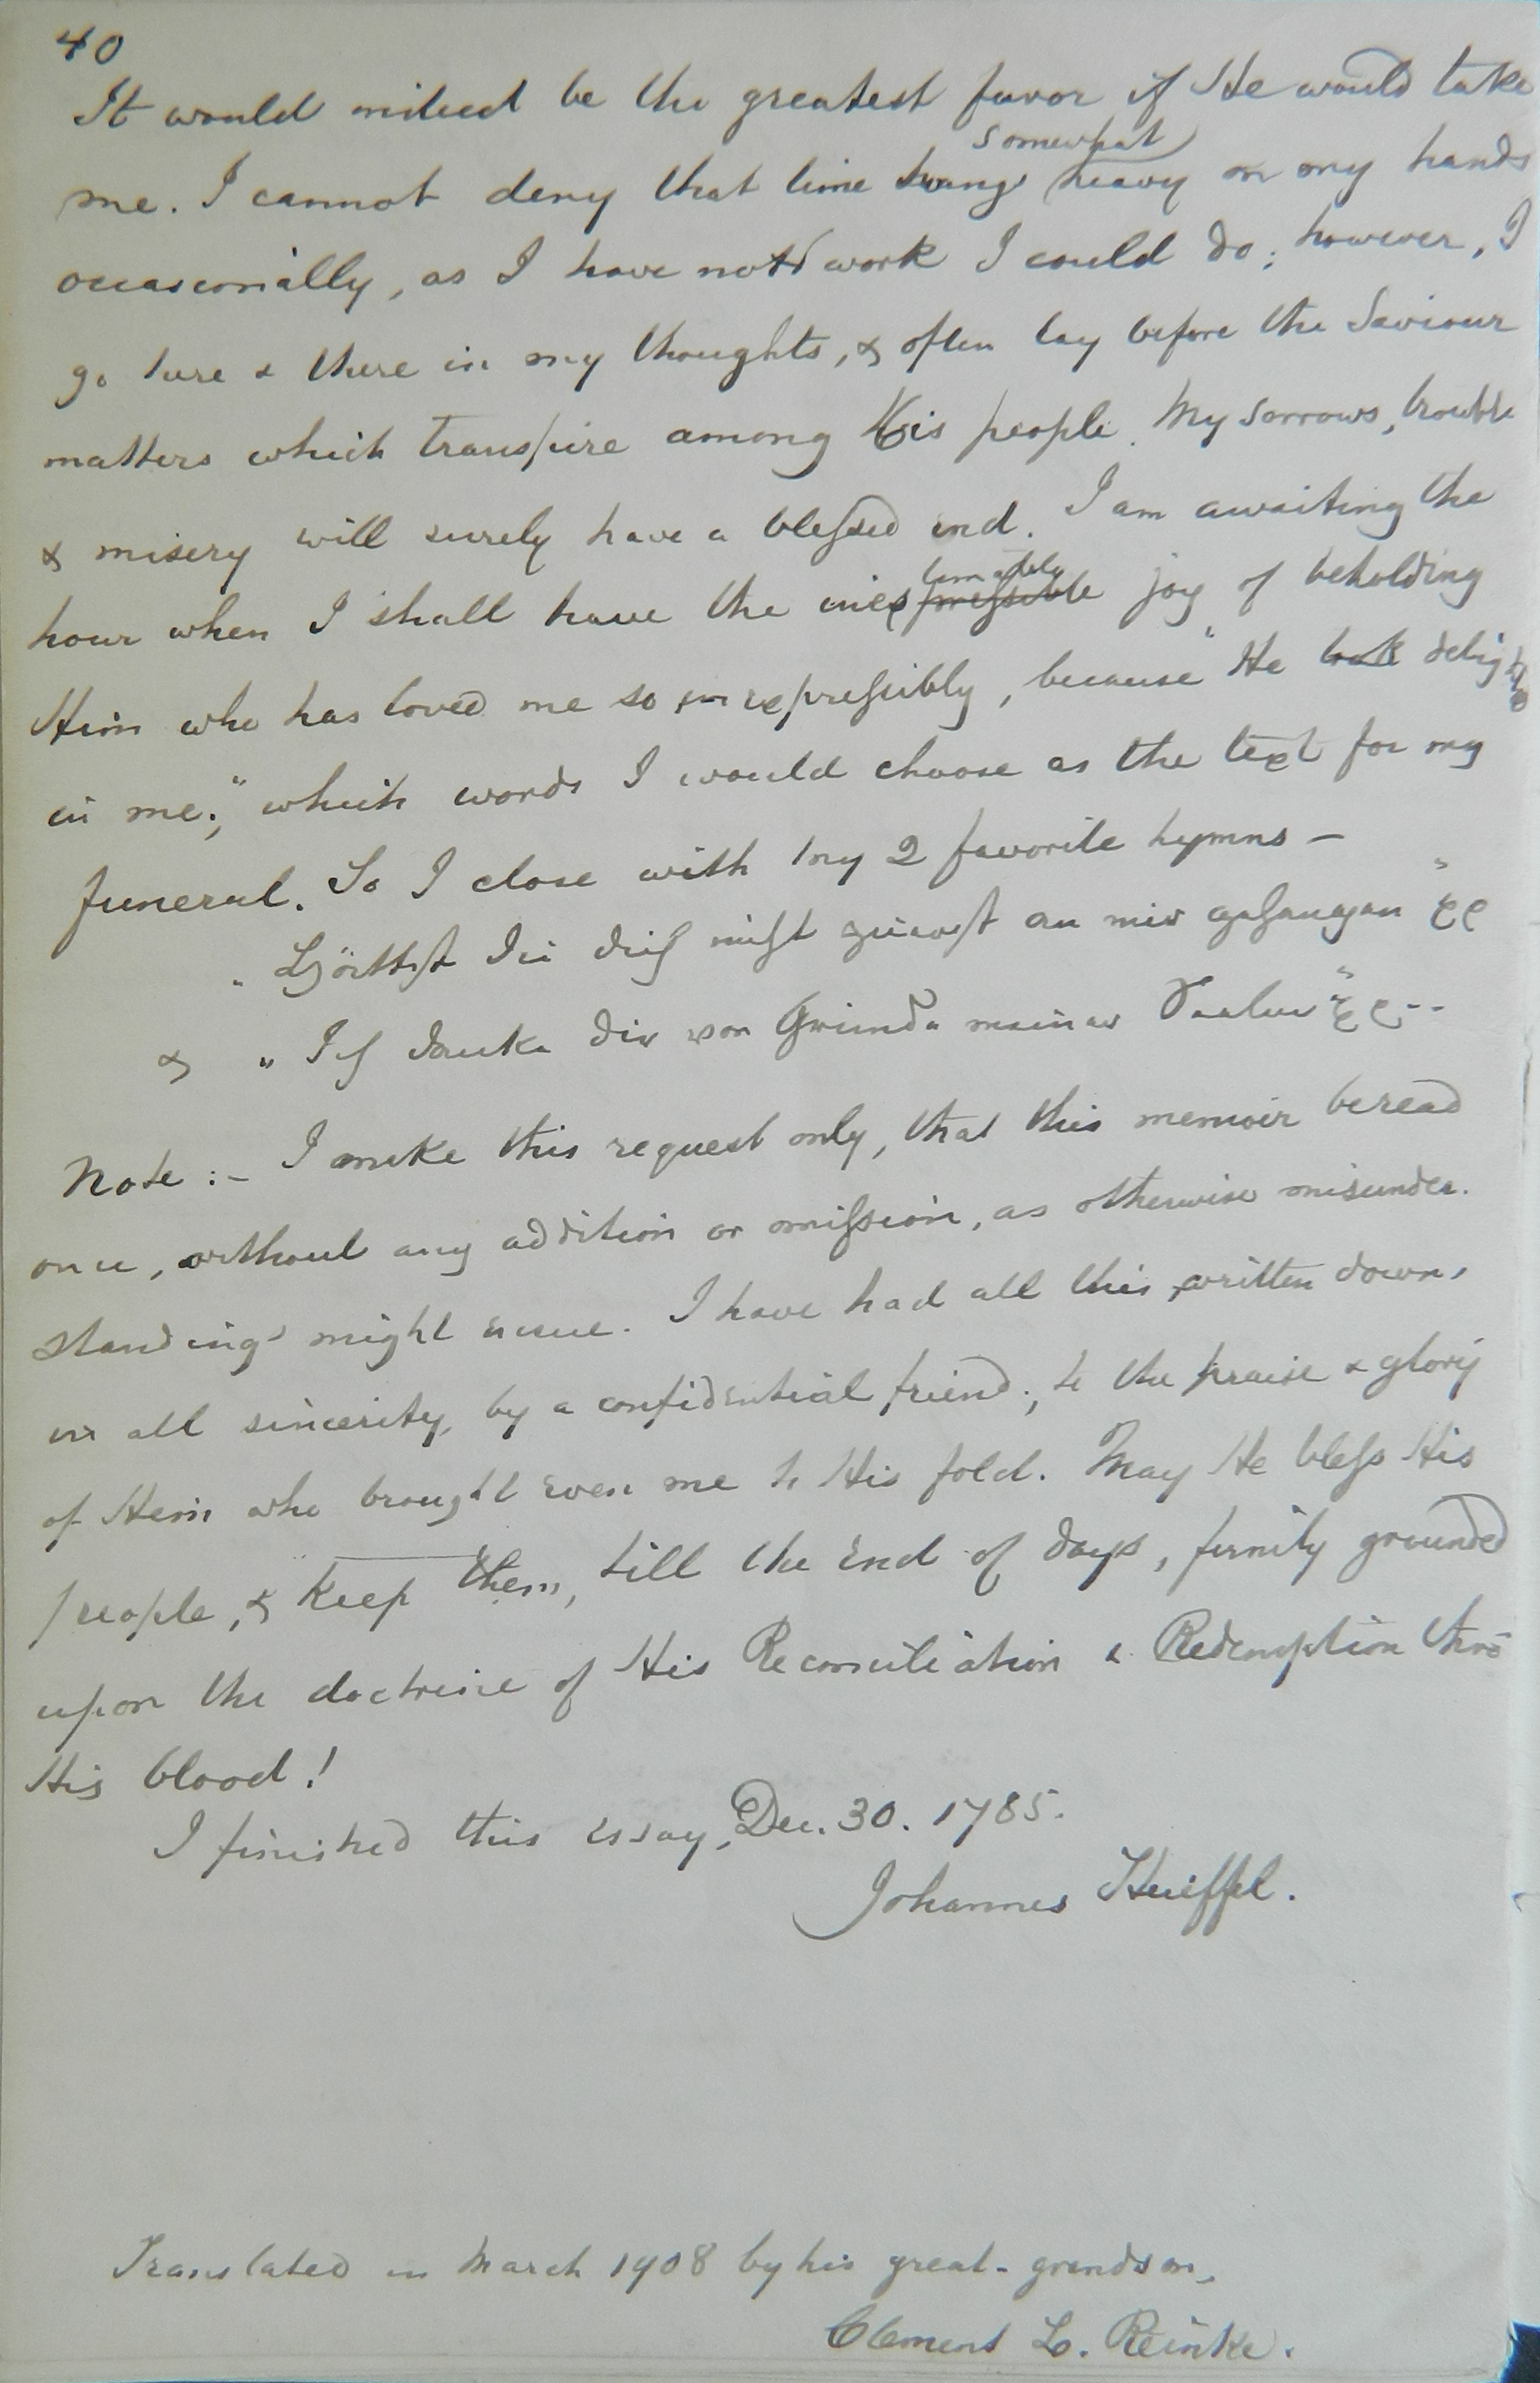 40
It would indeed be the greatest favor if He would take
me. I cannot deny that time hangs somewhat heavy on my hands
occasionally, as I have not work I could do; however, I
go here & there in my thoughts, & often lay before the Saviour
matters which transpire among His people. My sorrows, trouble
& misery will surely have a blessed end. I am awaiting the
hour when I shall have the joy of beholding
Him who has loved me so inexpressibly, because "He took delight
in me;" which words I would choose as the text for my
funeral. So I close with my 2 favorite hymns —
"Hättst Du dich nicht zuerst an mir gehangen"
& "Ich danke dir von Grunde meiner Seelen"
Note:- I make this request only, that this memoir be read
once, without any addition or omission, as otherwise misunder-
standings might ensue. I have had all this written down,
in all sincerity, by a confidential friend, to the praise & glory
of Him who brought even me to His fold. May He bless His
people, & keep them, till the end of days, firmly grounded
upon the doctrine of His Reconciliation & Redemption thro'
His blood!
I finished this essay, Dec. 30. 1785.
Johannes
Translated in March 1908 by his great-grandson,
Clement L. Reinke.